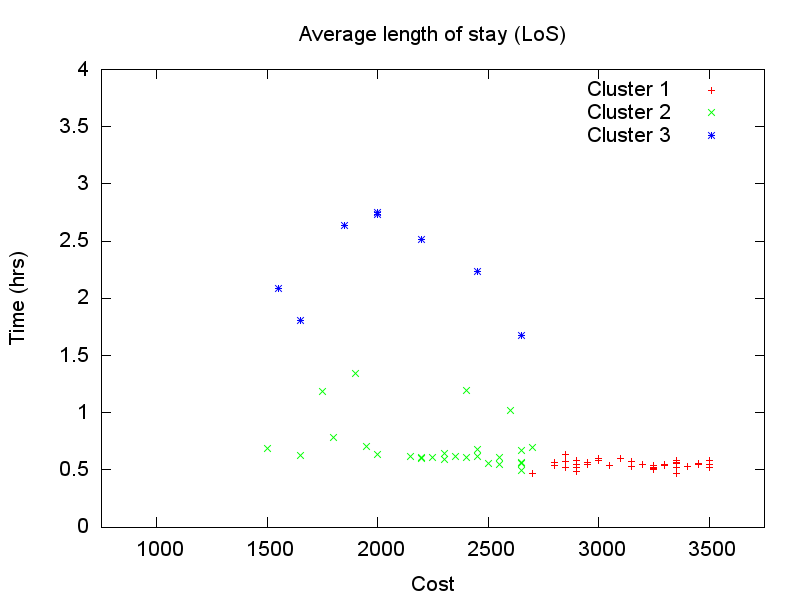 Average length of stay (LoS)
4
3.5
3
2.5
2
1.5
1
0.5
0
1000 1500 2000 2500 3000 3500
Time (hrs)
Cost
Cluster 1
Cluster 2
Cluster 3